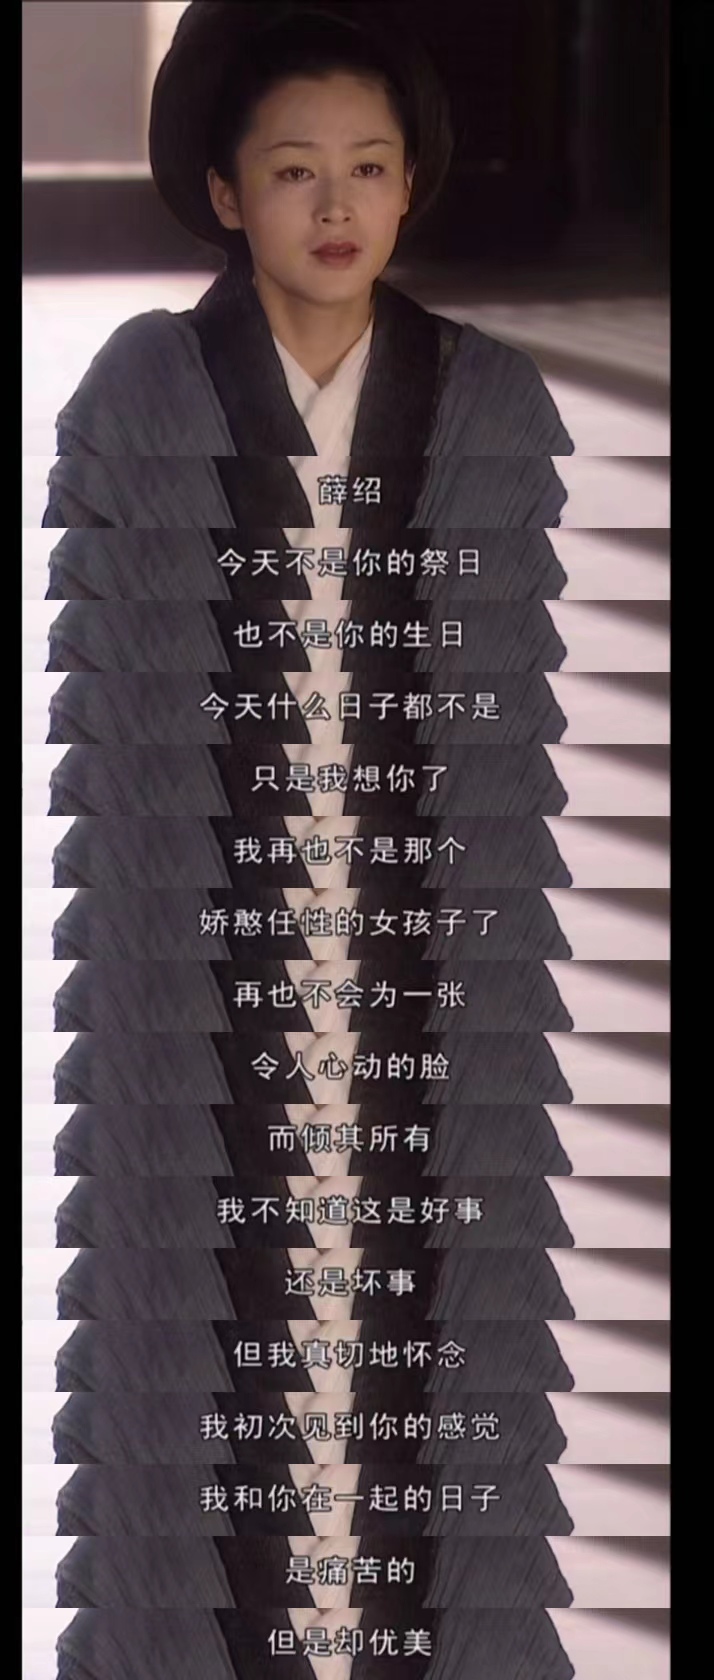 薛绍
今天不是你的祭日
也不是你的生日
今天什么日子都不是
只是我想你了
我再也不是那个
娇憨任性的女孩子了
再也不会为一张
令人心动的脸
而倾其所有
我不知道这是好事
还是坏事
但我真切地怀念
我初次见到你的感觉
我和你在一起的日子
是痛苦的
但是却优美